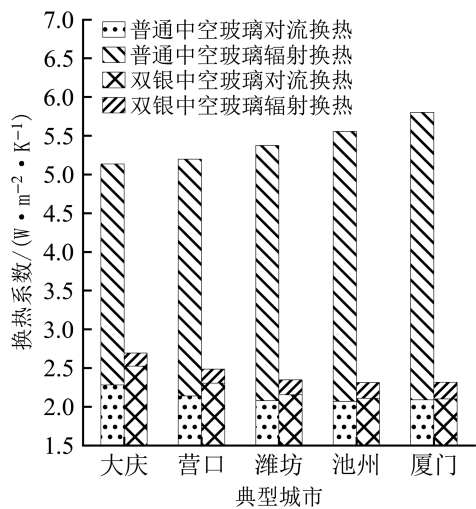 普通中空玻璃对流换热
普通中空玻璃辐射换热
双银中空玻璃对流换热
双银中空玻璃辐射换热
换热系数/(W·m⁻²·K⁻¹)
7.0
6.5
6.0
5.5
5.0
4.5
4.0
3.5
3.0
2.5
2.0
1.5
大庆 营口 潍坊 池州 厦门
典型城市